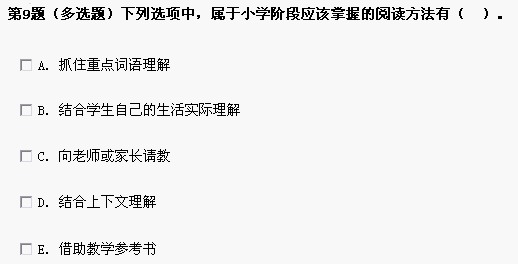 第9题（多选题）下列选项中，属于小学阶段应该掌握的阅读方法有（　）。
A. 抓住重点词语理解
B. 结合学生自己的生活实际理解
C. 向老师或家长请教
D. 结合上下文理解
E. 借助教学参考书